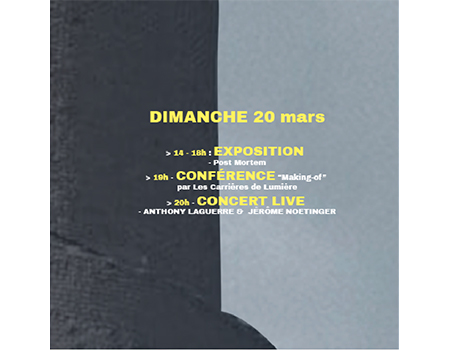 DIMANCHE 20 mars
> 14 - 18h : EXPOSITION
- Post Mortem
> 19h - CONFÉRENCE "Making-of"
par Les Carrières de Lumière
> 20h - CONCERT LIVE
- ANTHONY LAGUERRE & JÉRÔME NOETINGER